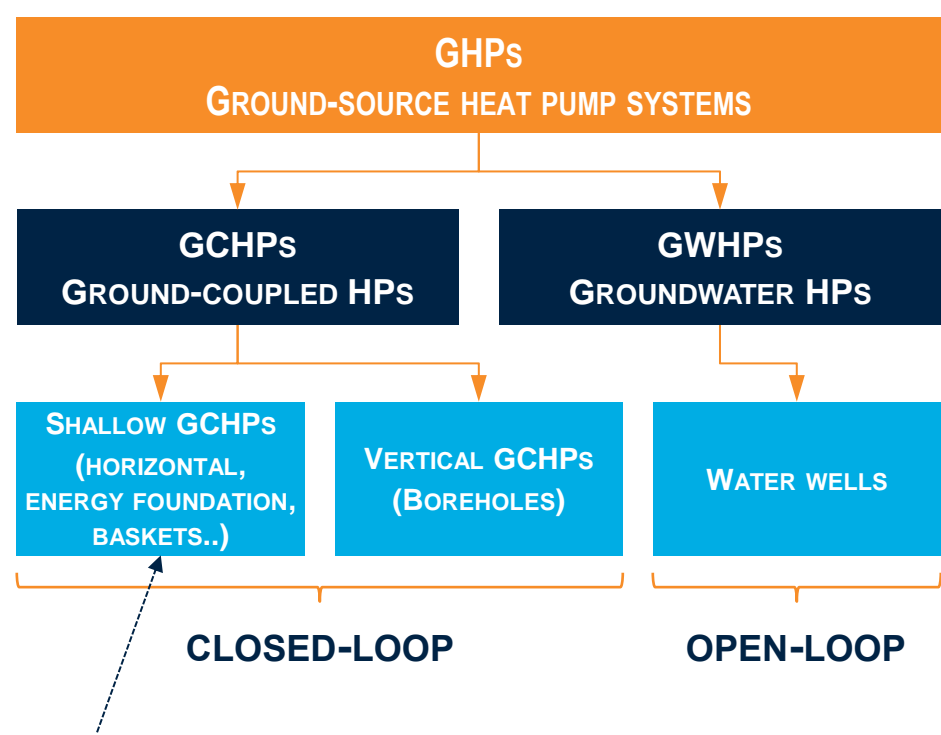 GHPs
Ground-source heat pump systems
GCHPs
Ground-coupled HPs
GWHPs
Groundwater HPs
Shallow GCHPs
(horizontal,
energy foundation,
baskets..)
Vertical GCHPs
(Boreholes)
Water wells
CLOSED-LOOP
OPEN-LOOP